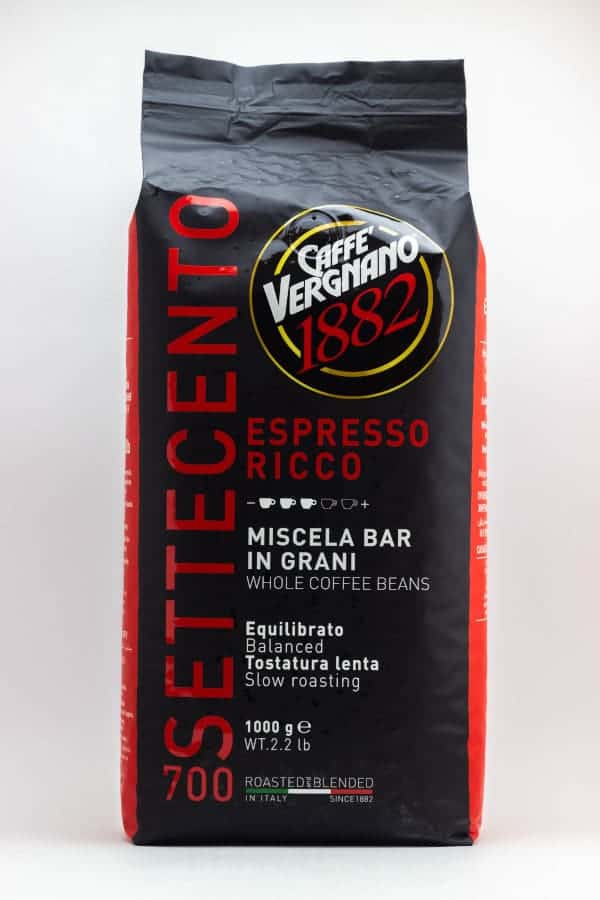 CAFFE'
VERGNANO
1882
SETTECENTO
700
ESPRESSO
RICCO
- +
MISCELA BAR
IN GRANI
WHOLE COFFEE BEANS
Equilibrato
Balanced
Tostatura lenta
Slow roasting
1000 g ℮
WT.2.2 lb
ROASTED AND BLENDED
IN ITALY SINCE1882